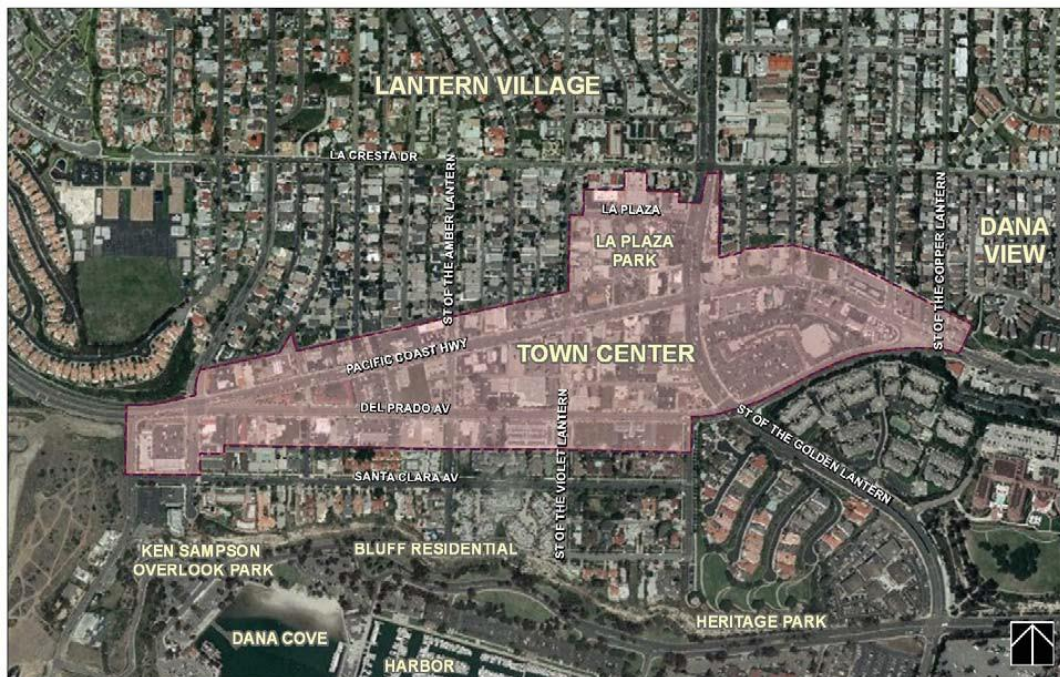 LANTERN VILLAGE
LA CRESTA DR
ST OF THE AMBER LANTERN
LA PLAZA
LA PLAZA
PARK
ST OF THE COPPER LANTERN
DANA
VIEW
PACIFIC COAST HWY
TOWN CENTER
DEL PRADO AV
ST OF THE VIOLET LANTERN
ST OF THE GOLDEN LANTERN
SANTA CLARA AV
KEN SAMPSON
OVERLOOK PARK
BLUFF RESIDENTIAL
HERITAGE PARK
DANA COVE
HARBOR